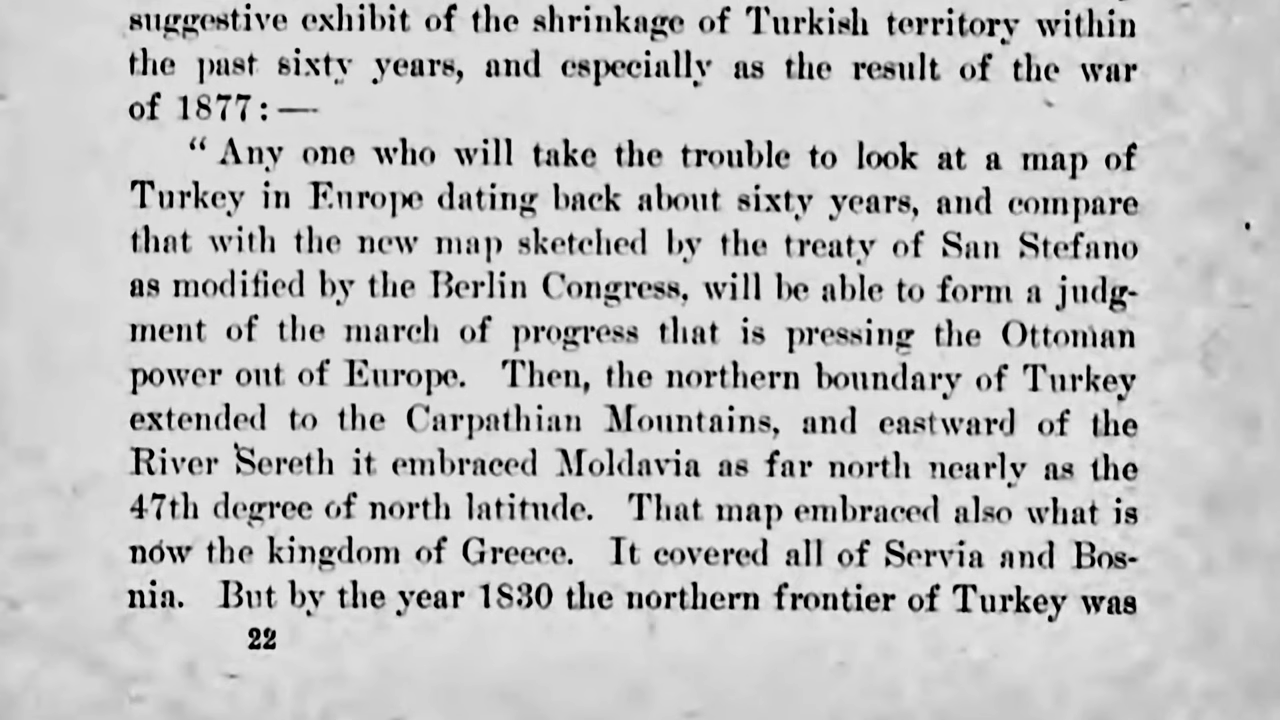 suggestive exhibit of the shrinkage of Turkish territory within
the past sixty years, and especially as the result of the war
of 1877: —
“ Any one who will take the trouble to look at a map of
Turkey in Europe dating back about sixty years, and compare
that with the new map sketched by the treaty of San Stefano
as modified by the Berlin Congress, will be able to form a judg-
ment of the march of progress that is pressing the Ottoman
power out of Europe. Then, the northern boundary of Turkey
extended to the Carpathian Mountains, and eastward of the
River Sereth it embraced Moldavia as far north nearly as the
47th degree of north latitude. That map embraced also what is
now the kingdom of Greece. It covered all of Servia and Bos-
nia. But by the year 1830 the northern frontier of Turkey was
22